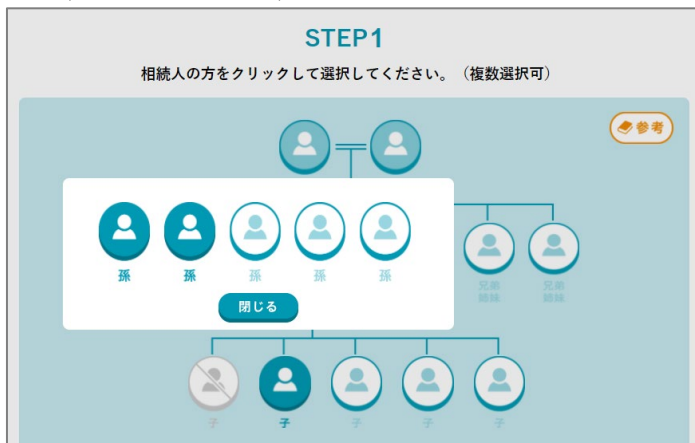 STEP1
相続人の方をクリックして選択してください。（複数選択可）
参考
孫 孫 孫 孫 孫
閉じる
兄弟 兄弟
姉妹 姉妹
子 子 子 子 子